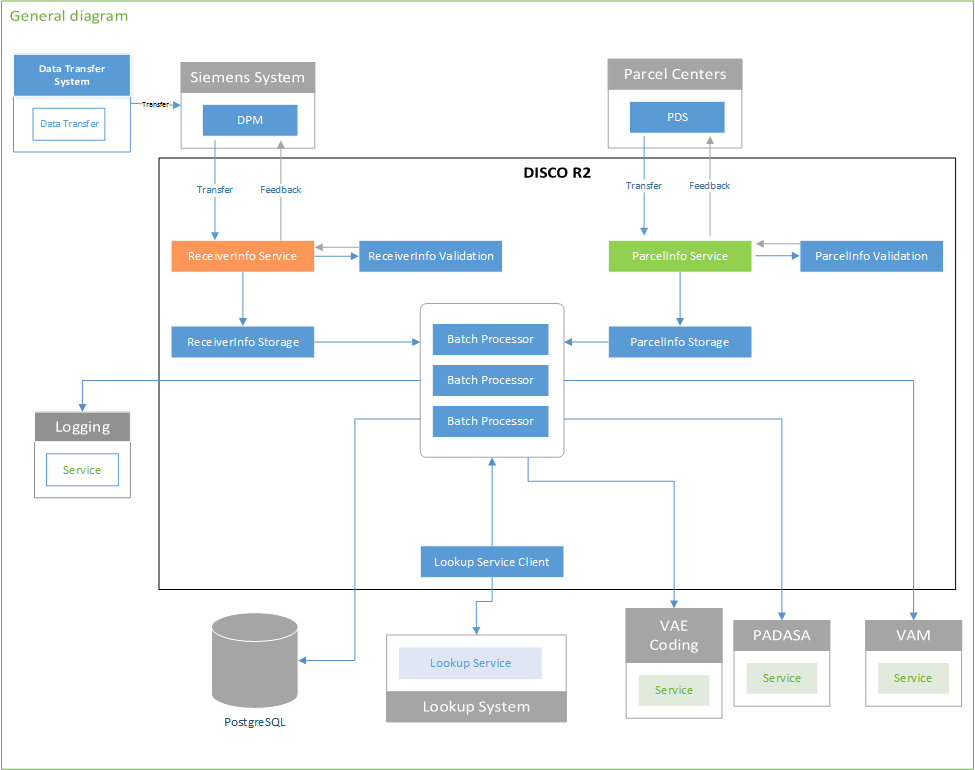 General diagram
Data Transfer
System
Data Transfer
Transfer
Siemens System
DPM
Parcel Centers
PDS
DISCO R2
Transfer
Feedback
Transfer
Feedback
ReceiverInfo Service
ReceiverInfo Validation
ParcelInfo Service
ParcelInfo Validation
ReceiverInfo Storage
Batch Processor
ParcelInfo Storage
Batch Processor
Batch Processor
Logging
Service
Lookup Service Client
VAE
Coding
Service
PADASA
Service
VAM
Service
Lookup Service
Lookup System
PostgreSQL